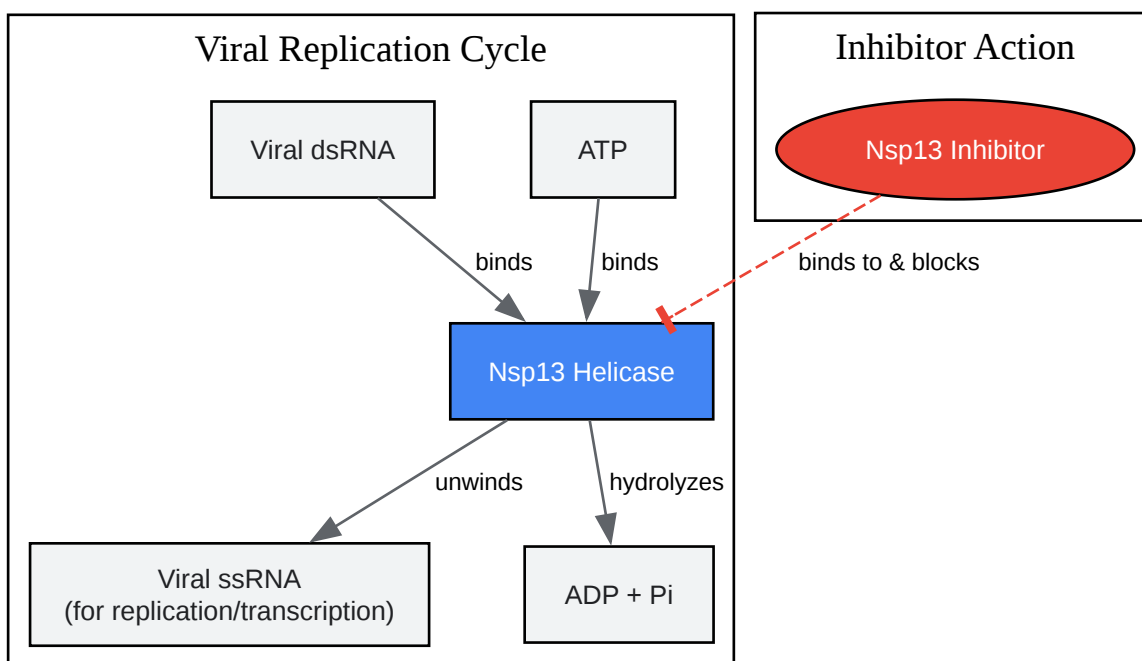 Viral Replication Cycle
Inhibitor Action
Viral dsRNA
ATP
Nsp13 Inhibitor
binds
binds
binds to & blocks
Nsp13 Helicase
unwinds
hydrolyzes
Viral ssRNA
(for replication/transcription)
ADP + Pi